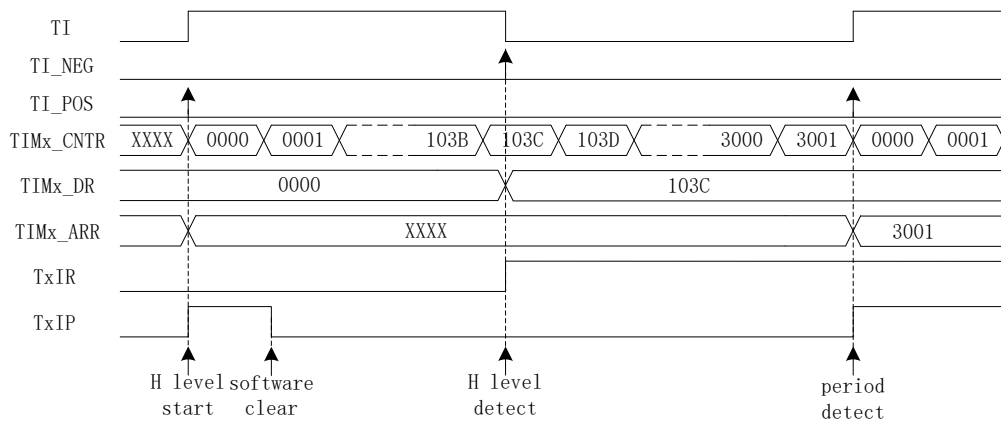 TI
TI_NEG
TI_POS
TIMx_CNTR XXXX 0000 0001 103B 103C 103D 3000 3001 0000 0001
TIMx_DR 0000 103C
TIMx_ARR XXXX 3001
TxIR
TxIP
H level start
software clear
H level detect
period detect